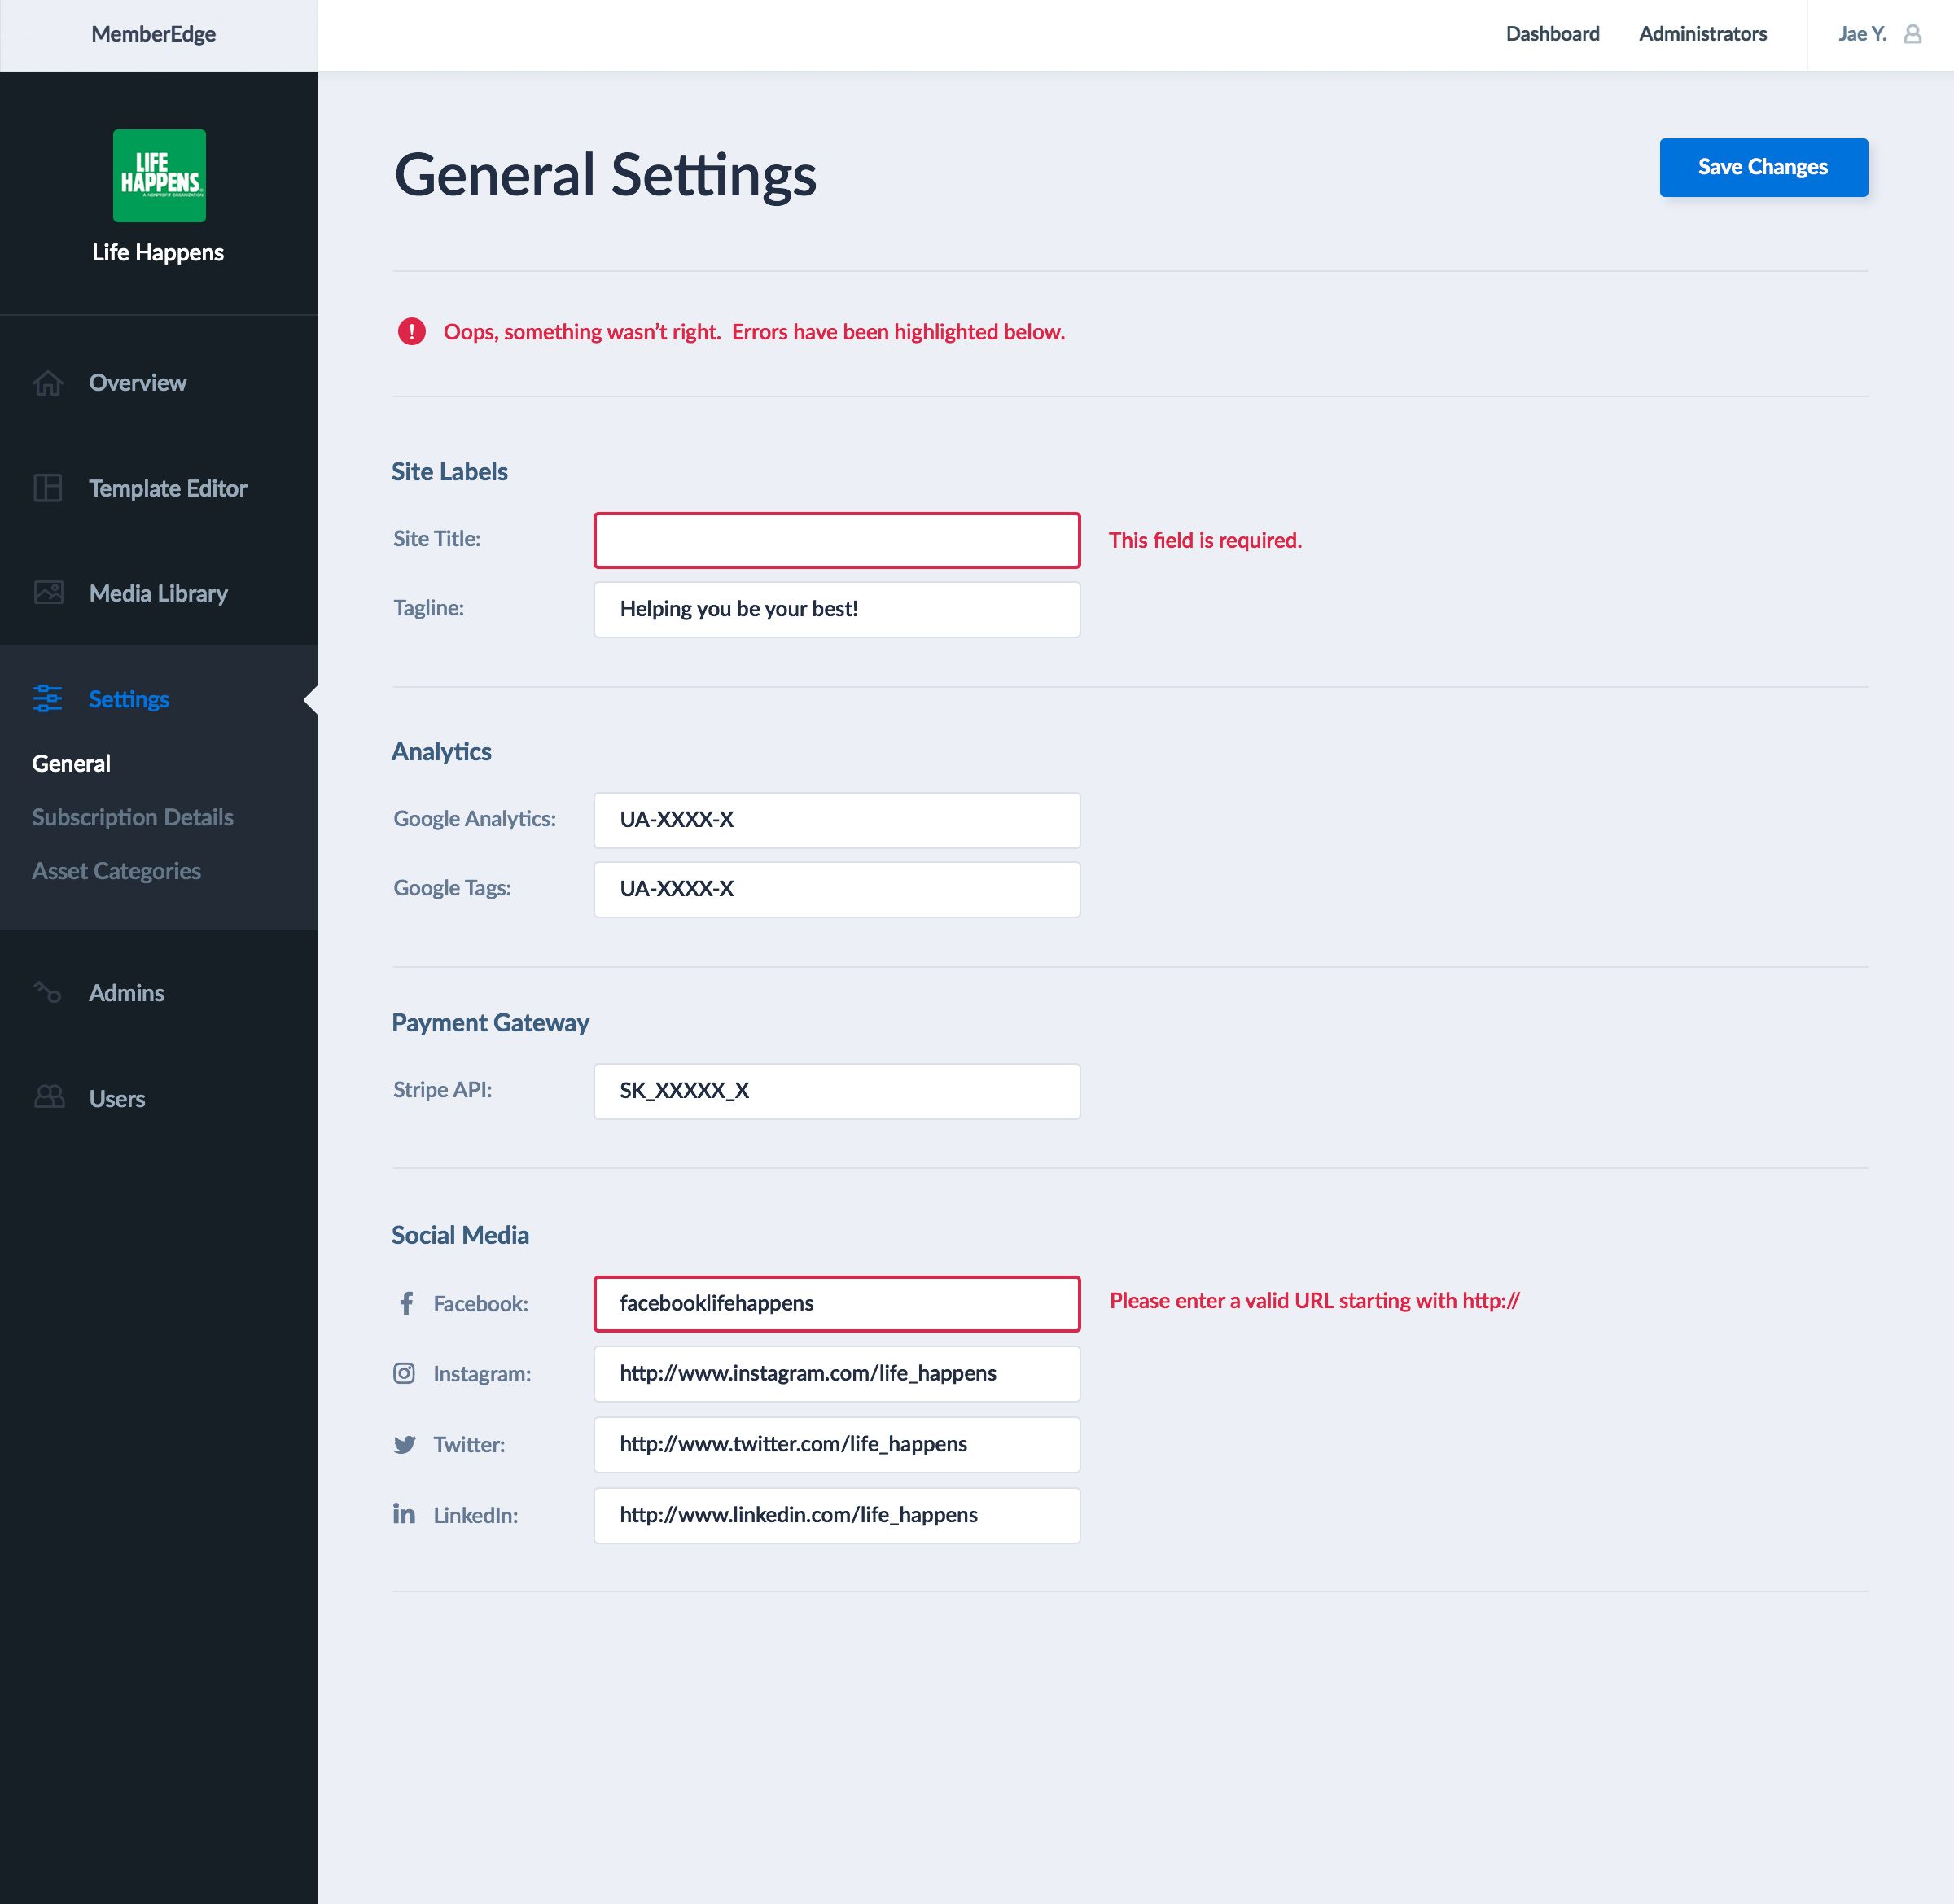 MemberEdge
Dashboard
Administrators
Jae Y.
LIFE
HAPPENS.
A NONPROFIT ORGANIZATION
Life Happens
Overview
Template Editor
Media Library
Settings
General
Subscription Details
Asset Categories
Admins
Users
General Settings
Save Changes
Oops, something wasn't right.  Errors have been highlighted below.
Site Labels
Site Title:
This field is required.
Tagline: Helping you be your best!
Analytics
Google Analytics: UA-XXXX-X
Google Tags: UA-XXXX-X
Payment Gateway
Stripe API: SK_XXXXX_X
Social Media
Facebook: facebooklifehappens Please enter a valid URL starting with http://
Instagram: http://www.instagram.com/life_happens
Twitter: http://www.twitter.com/life_happens
LinkedIn: http://www.linkedin.com/life_happens